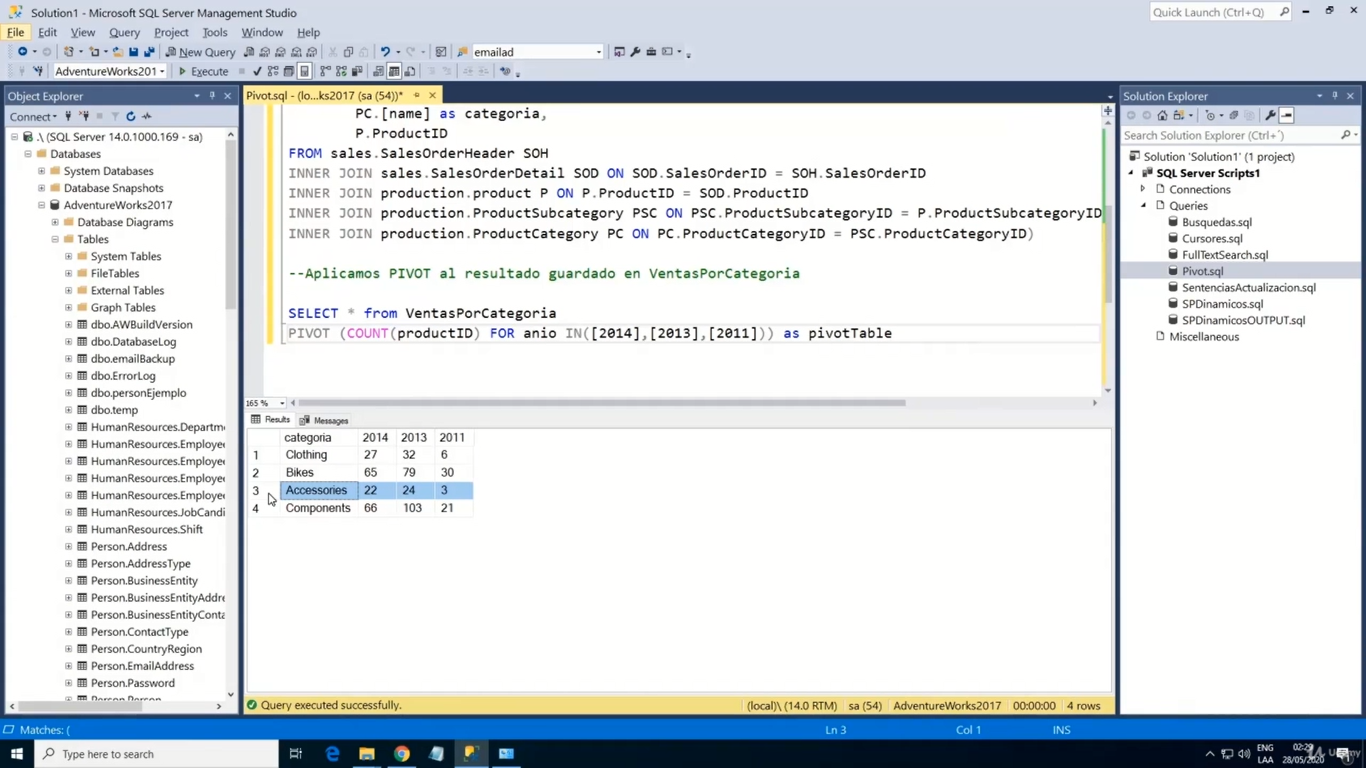 Solution1 - Microsoft SQL Server Management Studio
Quick Launch (Ctrl+Q)
File Edit View Query Project Tools Window Help
New Query
emailad
AdventureWorks201
Execute
Object Explorer
Connect
.\ (SQL Server 14.0.1000.169 - sa)
Databases
System Databases
Database Snapshots
AdventureWorks2017
Database Diagrams
Tables
System Tables
FileTables
External Tables
Graph Tables
dbo.AWBuildVersion
dbo.DatabaseLog
dbo.emailBackup
dbo.ErrorLog
dbo.personEjemplo
dbo.temp
HumanResources.Departm
HumanResources.Employee
HumanResources.Employee
HumanResources.Employee
HumanResources.Employee
HumanResources.JobCandi
HumanResources.Shift
Person.Address
Person.AddressType
Person.BusinessEntity
Person.BusinessEntityAddre
Person.BusinessEntityConta
Person.ContactType
Person.CountryRegion
Person.EmailAddress
Person.Password
Person.Person
Pivot.sql - (lo...ks2017 (sa (54))*
PC.[name] as categoria,
P.ProductID
FROM sales.SalesOrderHeader SOH
INNER JOIN sales.SalesOrderDetail SOD ON SOD.SalesOrderID = SOH.SalesOrderID
INNER JOIN production.product P ON P.ProductID = SOD.ProductID
INNER JOIN production.ProductSubcategory PSC ON PSC.ProductSubcategoryID = P.ProductSubcategoryID
INNER JOIN production.ProductCategory PC ON PC.ProductCategoryID = PSC.ProductCategoryID)
--Aplicamos PIVOT al resultado guardado en VentasPorCategoria
SELECT * from VentasPorCategoria
PIVOT (COUNT(productID) FOR anio IN([2014],[2013],[2011])) as pivotTable
165 %
Results Messages
categoria 2014 2013 2011
1 Clothing 27 32 6
2 Bikes 65 79 30
3 Accessories 22 24 3
4 Components 66 103 21
Query executed successfully.
(local)\ (14.0 RTM) sa (54) AdventureWorks2017 00:00:00 4 rows
Solution Explorer
Search Solution Explorer (Ctrl+´)
Solution 'Solution1' (1 project)
SQL Server Scripts1
Connections
Queries
Busquedas.sql
Cursores.sql
FullTextSearch.sql
Pivot.sql
SentenciasActualizacion.sql
SPDinamicos.sql
SPDinamicosOUTPUT.sql
Miscellaneous
Matches: (
Ln 3 Col 1 INS
Type here to search
ENG
LAA
02:29
28/05/2020
Udemy